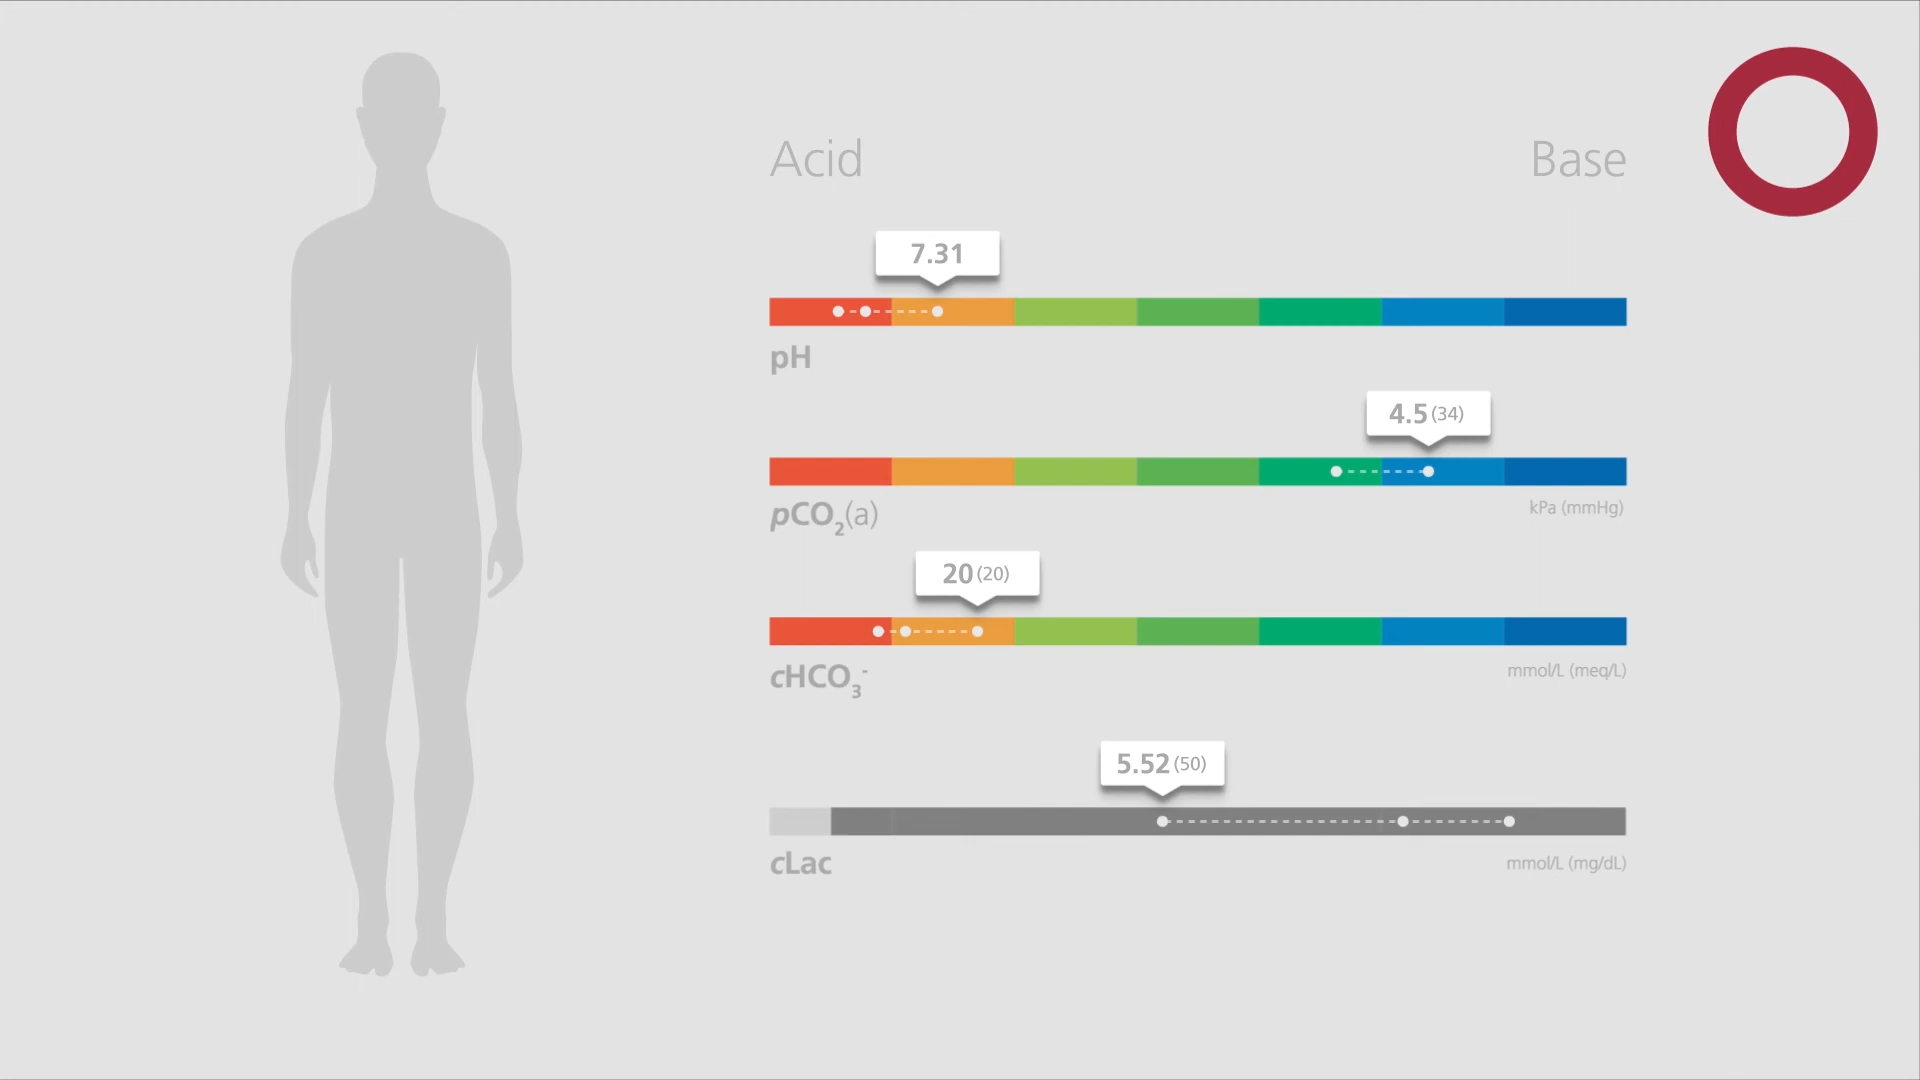 Acid Base
7.31
pH
4.5 (34)
pCO₂(a) kPa (mmHg)
20 (20)
cHCO₃⁻ mmol/L (meq/L)
5.52 (50)
cLac mmol/L (mg/dL)